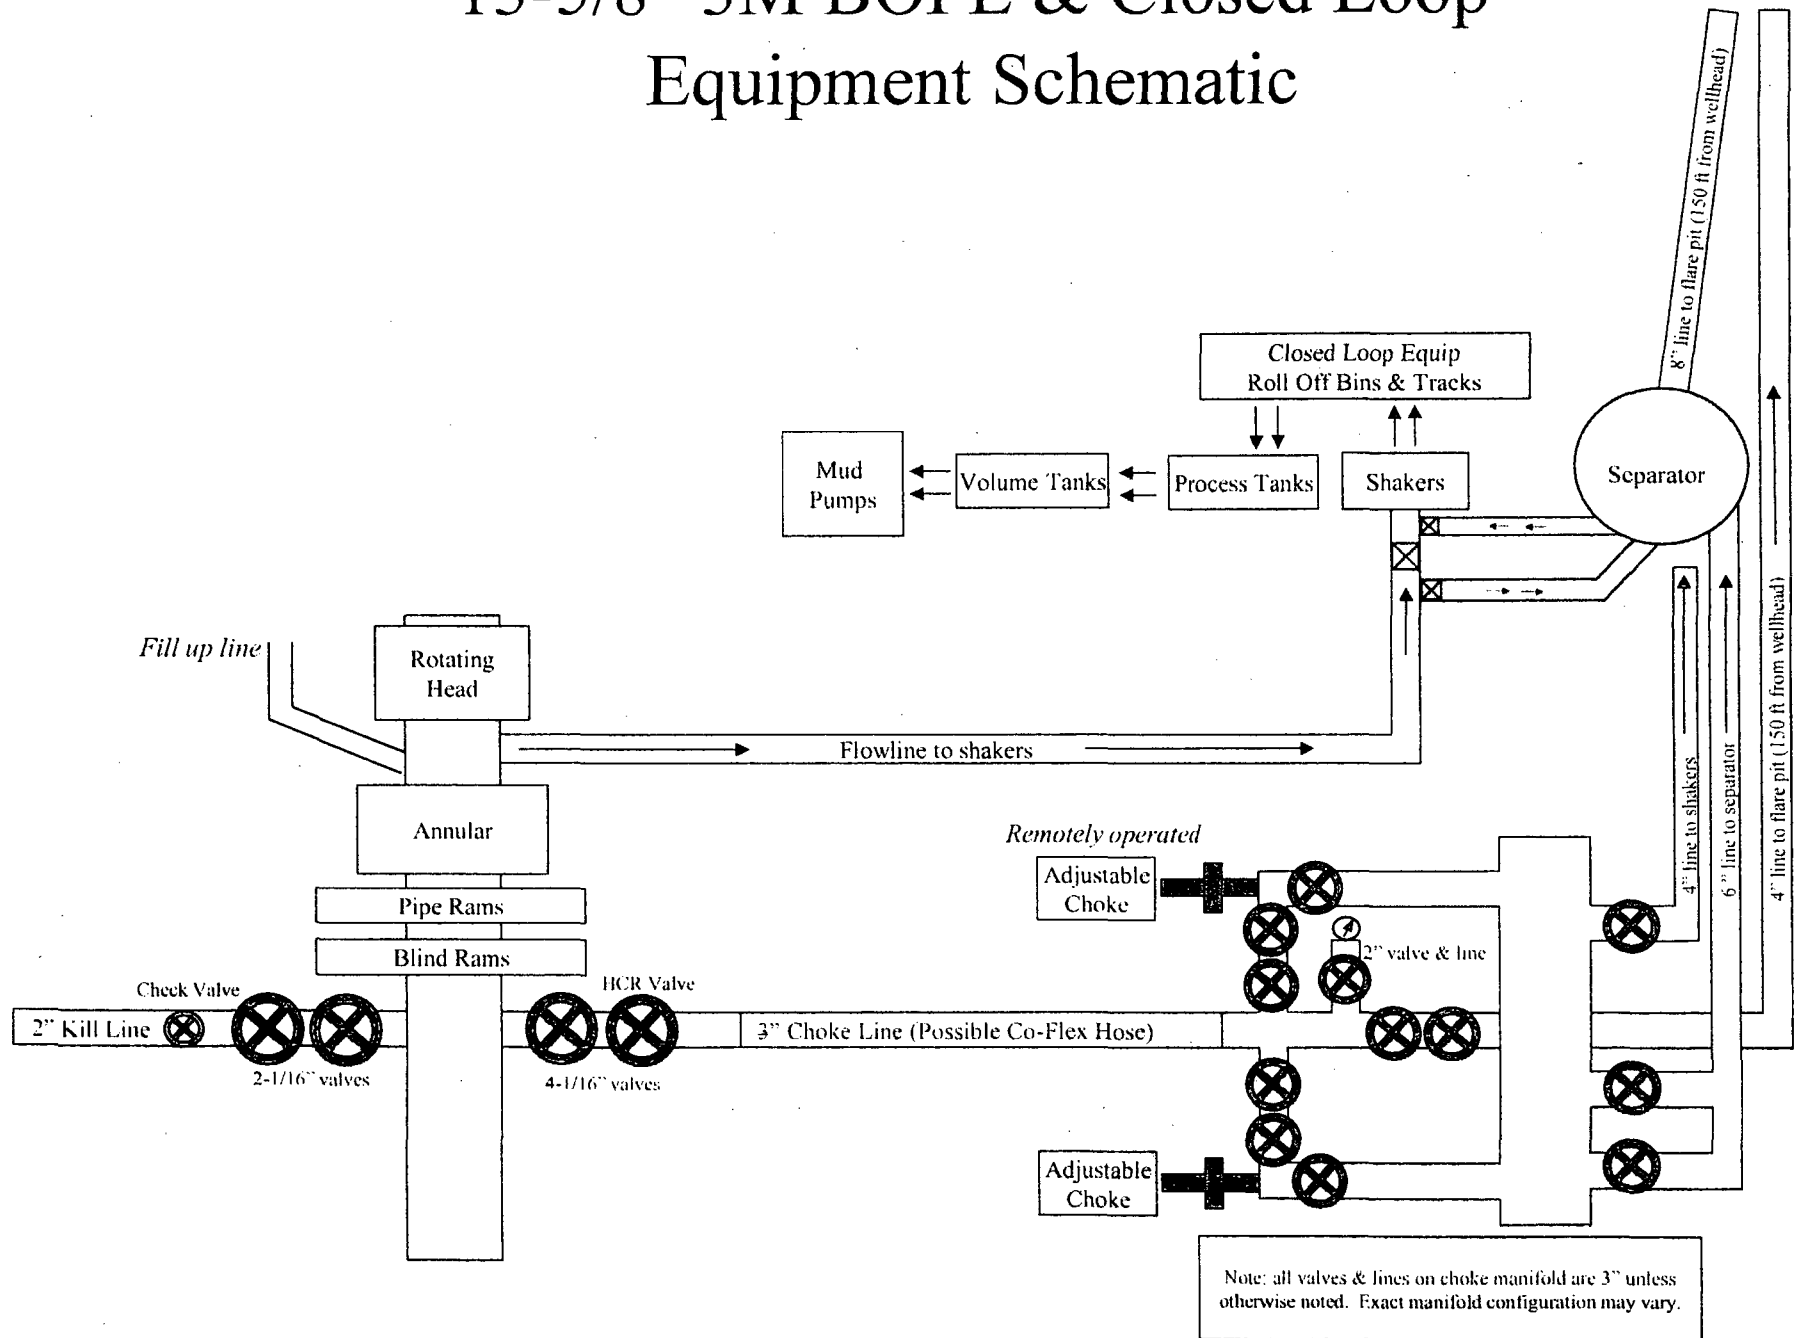 BOPE & Closed Loop
Equipment Schematic
8" line to flare pit (150 ft from wellhead)
Closed Loop Equip
Roll Off Bins & Tracks
Mud
Pumps
Volume Tanks
Process Tanks
Shakers
Separator
Fill up line
Rotating
Head
Flowline to shakers
Annular
Pipe Rams
Blind Rams
Remotely operated
Adjustable
Choke
4" line to shakers
6" line to separator
4" line to flare pit (150 ft from wellhead)
2" valve & line
Check Valve
HCR Valve
2" Kill Line
3" Choke Line (Possible Co-Flex Hose)
2-1/16" valves
4-1/16" valves
Adjustable
Choke
Note: all valves & lines on choke manifold are 3" unless
otherwise noted. Exact manifold configuration may vary.